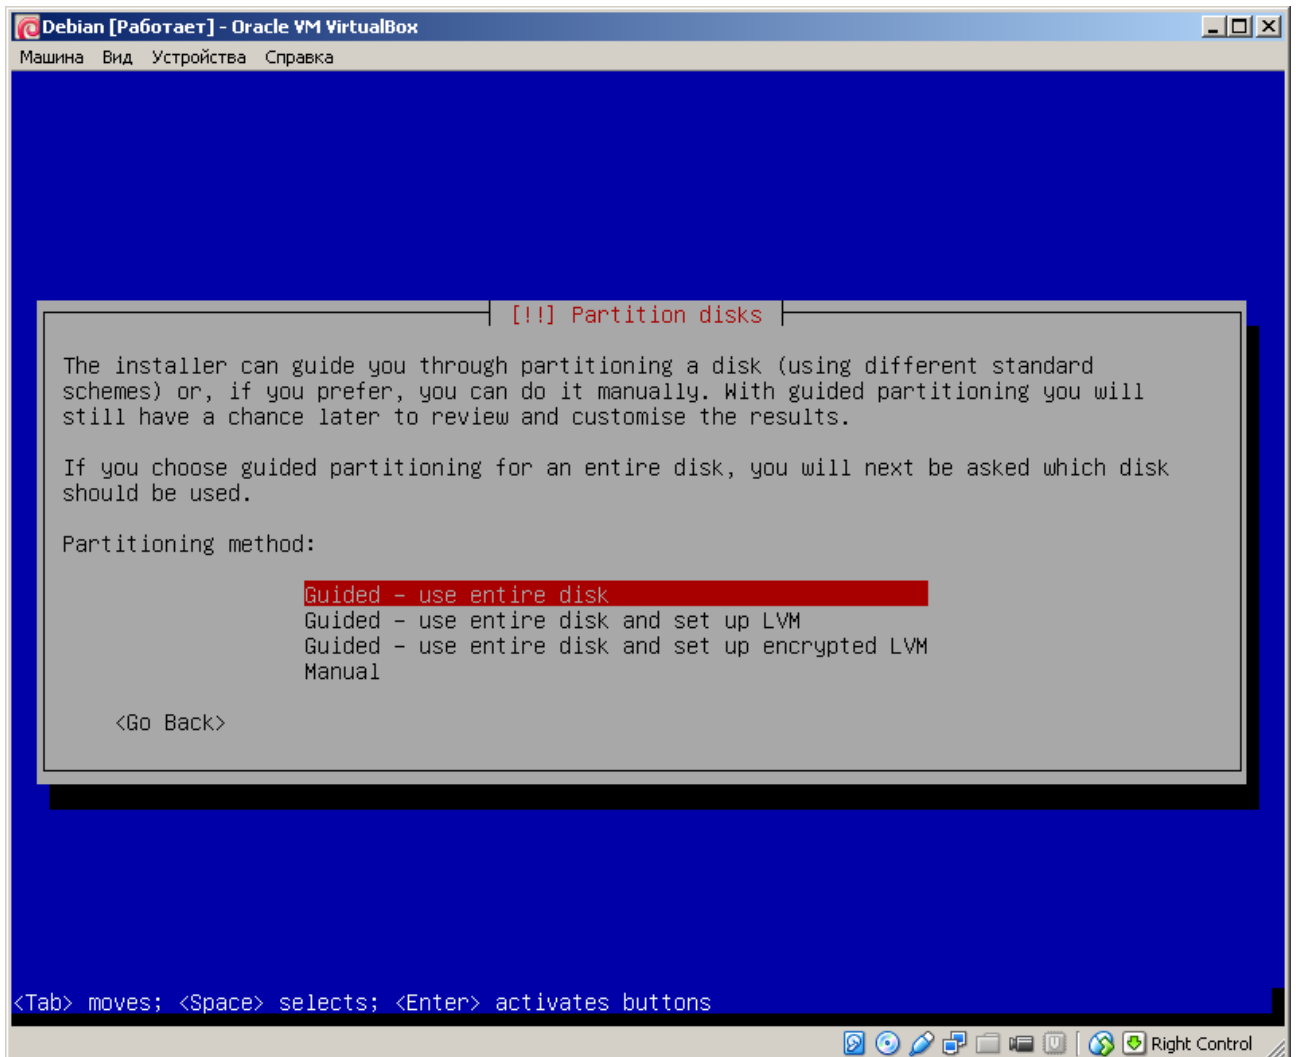 Debian [Работает] - Oracle VM VirtualBox
Машина Вид Устройства Справка
[!!] Partition disks
The installer can guide you through partitioning a disk (using different standard
schemes) or, if you prefer, you can do it manually. With guided partitioning you will
still have a chance later to review and customise the results.
If you choose guided partitioning for an entire disk, you will next be asked which disk
should be used.
Partitioning method:
Guided - use entire disk
Guided - use entire disk and set up LVM
Guided - use entire disk and set up encrypted LVM
Manual
<Go Back>
<Tab> moves; <Space> selects; <Enter> activates buttons
Right Control